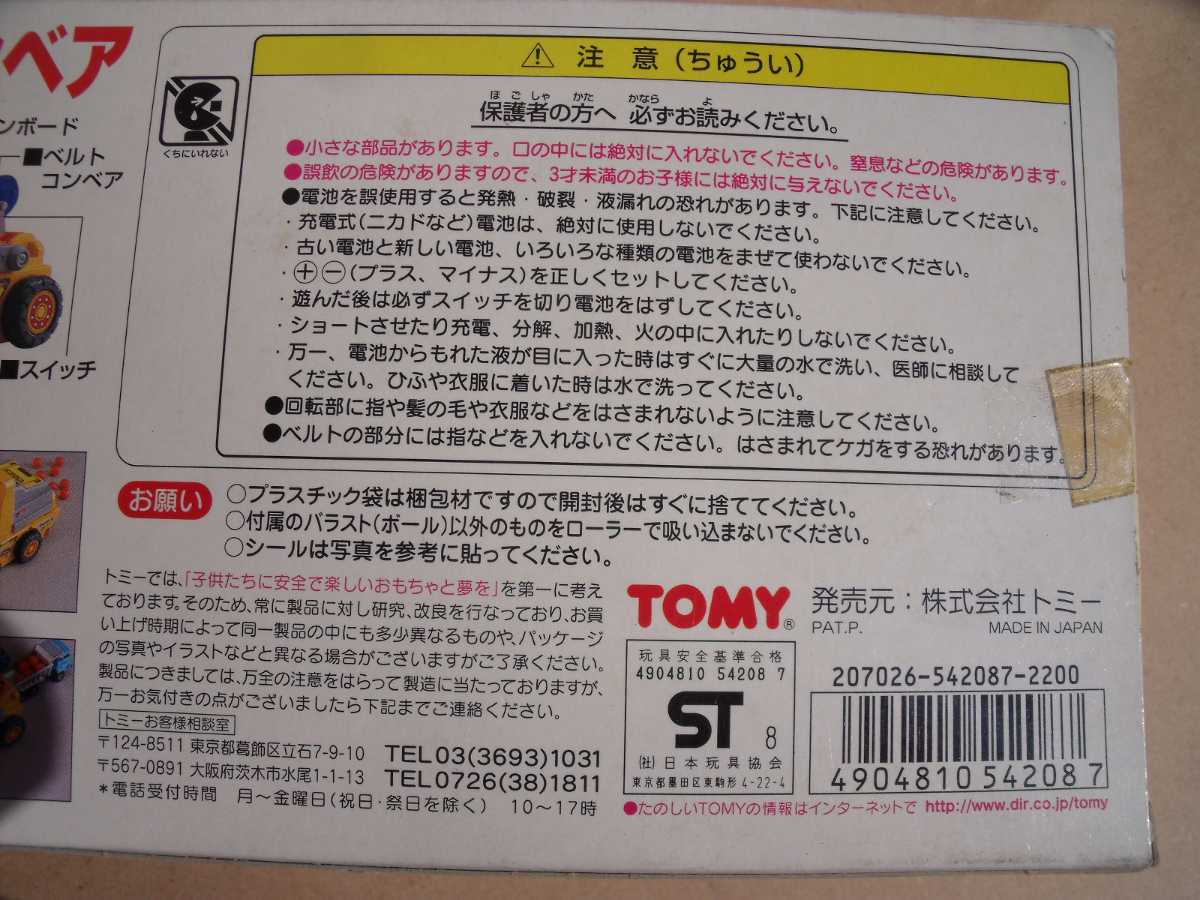 ンベア
ンボード
■ベルト
コンベア
■スイッチ
くちにいれない
⚠ 注 意（ちゅうい）
保護者の方へ 必ずお読みください。
ほ ご しゃ かた かなら よ
●小さな部品があります。口の中には絶対に入れないでください。窒息などの危険があります。
●誤飲の危険がありますので、3才未満のお子様には絶対に与えないでください。
●電池を誤使用すると発熱・破裂・液漏れの恐れがあります。下記に注意してください。
・充電式（ニカドなど）電池は、絶対に使用しないでください。
・古い電池と新しい電池、いろいろな種類の電池をまぜて使わないでください。
・⊕⊖（プラス、マイナス）を正しくセットしてください。
・遊んだ後は必ずスイッチを切り電池をはずしてください。
・ショートさせたり充電、分解、加熱、火の中に入れたりしないでください。
・万一、電池からもれた液が目に入った時はすぐに大量の水で洗い、医師に相談して
ください。ひふや衣服に着いた時は水で洗ってください。
●回転部に指や髪の毛や衣服などをはさまれないように注意してください。
●ベルトの部分には指などを入れないでください。はさまれてケガをする恐れがあります。
お願い
○プラスチック袋は梱包材ですので開封後はすぐに捨ててください。
○付属のバラスト（ボール）以外のものをローラーで吸い込まないでください。
○シールは写真を参考に貼ってください。
トミーでは、「子供たちに安全で楽しいおもちゃと夢を」を第一に考え
ております。そのため、常に製品に対し研究、改良を行なっており、お買
い上げ時期によって同一製品の中にも多少異なるものや、パッケージ
の写真やイラストなどと異なる場合がございますがご了承ください。
製品につきましては、万全の注意をはらって製造に当たっておりますが、
万一お気付きの点がございましたら下記までご連絡ください。
トミーお客様相談室
〒124-8511 東京都葛飾区立石7-9-10 TEL03(3693)1031
〒567-0891 大阪府茨木市水尾1-1-13 TEL0726(38)1811
＊電話受付時間 月～金曜日（祝日・祭日を除く） 10～17時
TOMY® 発売元：株式会社トミー
PAT.P. MADE IN JAPAN
玩具安全基準合格
4904810 54208 7
ST 8
（社）日本玩具協会
東京都墨田区東駒形4-22-4
207026-542087-2200
4904810 542087
●たのしいTOMYの情報はインターネットで http://www.dir.co.jp/tomy